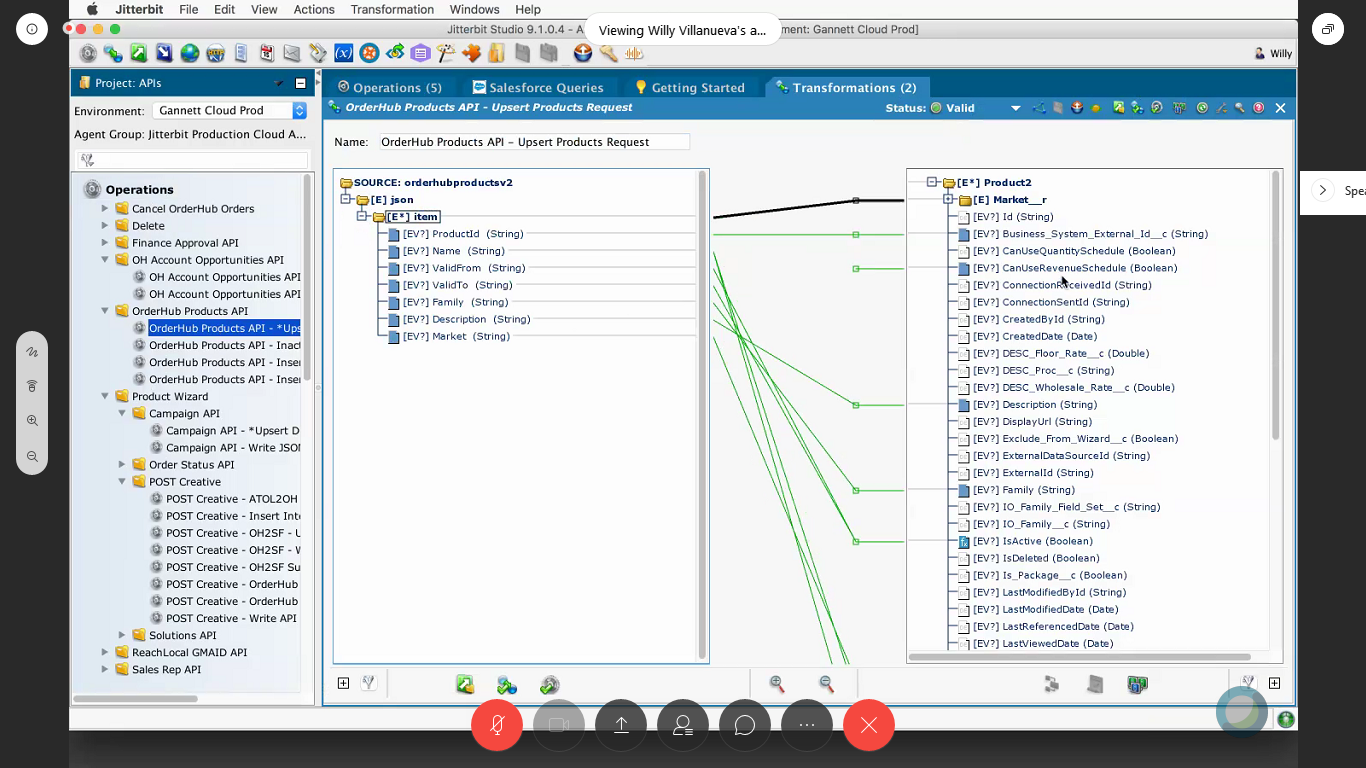 Jitterbit File Edit View Actions Transformation Windows Help
Jitterbit Studio 9.1.0.4 - A
Viewing Willy Villanueva's a...
ment: Gannett Cloud Prod]
Willy
Project: APIs
Environment: Gannett Cloud Prod
Agent Group: Jitterbit Production Cloud A...
Operations
Cancel OrderHub Orders
Delete
Finance Approval API
OH Account Opportunities API
OH Account Opportunities API
OH Account Opportunities API
OrderHub Products API
OrderHub Products API - *Ups
OrderHub Products API - Inact
OrderHub Products API - Inser
OrderHub Products API - Inser
Product Wizard
Campaign API
Campaign API - *Upsert D
Campaign API - Write JSON
Order Status API
POST Creative
POST Creative - ATOL2OH
POST Creative - Insert Int
POST Creative - OH2SF - U
POST Creative - OH2SF - W
POST Creative - OH2SF Su
POST Creative - OrderHub
POST Creative - OrderHub
POST Creative - Write API
Solutions API
ReachLocal GMAID API
Sales Rep API
Operations (5)
Salesforce Queries
Getting Started
Transformations (2)
OrderHub Products API - Upsert Products Request
Status: Valid
Name: OrderHub Products API - Upsert Products Request
SOURCE: orderhubproductsv2
[E] json
[E*] item
[EV?] ProductId (String)
[EV?] Name (String)
[EV?] ValidFrom (String)
[EV?] ValidTo (String)
[EV?] Family (String)
[EV?] Description (String)
[EV?] Market (String)
[E*] Product2
[E] Market__r
[EV?] Id (String)
[EV?] Business_System_External_Id__c (String)
[EV?] CanUseQuantitySchedule (Boolean)
[EV?] CanUseRevenueSchedule (Boolean)
[EV?] ConnectionReceivedId (String)
[EV?] ConnectionSentId (String)
[EV?] CreatedById (String)
[EV?] CreatedDate (Date)
[EV?] DESC_Floor_Rate__c (Double)
[EV?] DESC_Proc__c (String)
[EV?] DESC_Wholesale_Rate__c (Double)
[EV?] Description (String)
[EV?] DisplayUrl (String)
[EV?] Exclude_From_Wizard__c (Boolean)
[EV?] ExternalDataSourceId (String)
[EV?] ExternalId (String)
[EV?] Family (String)
[EV?] IO_Family_Field_Set__c (String)
[EV?] IO_Family__c (String)
[EV?] IsActive (Boolean)
[EV?] IsDeleted (Boolean)
[EV?] Is_Package__c (Boolean)
[EV?] LastModifiedById (String)
[EV?] LastModifiedDate (Date)
[EV?] LastReferencedDate (Date)
[EV?] LastViewedDate (Date)
Spea